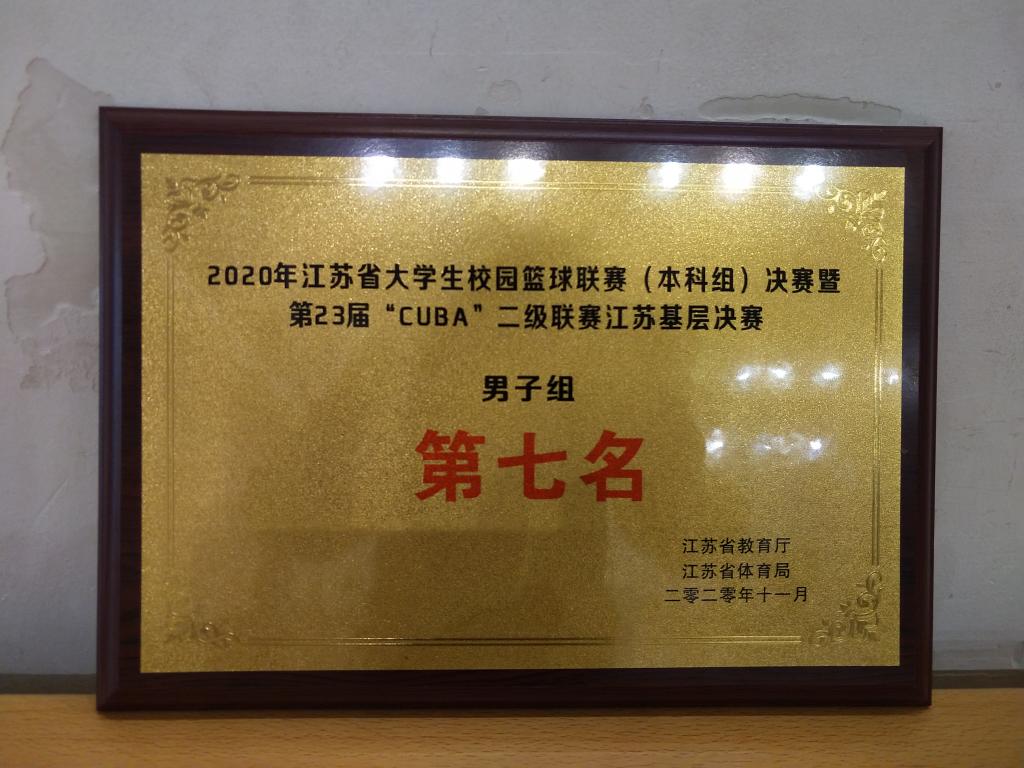 2020年江苏省大学生校园篮球联赛（本科组）决赛暨
第23届“CUBA”二级联赛江苏基层决赛
男子组
第七名
江苏省教育厅
江苏省体育局
二零二零年十一月